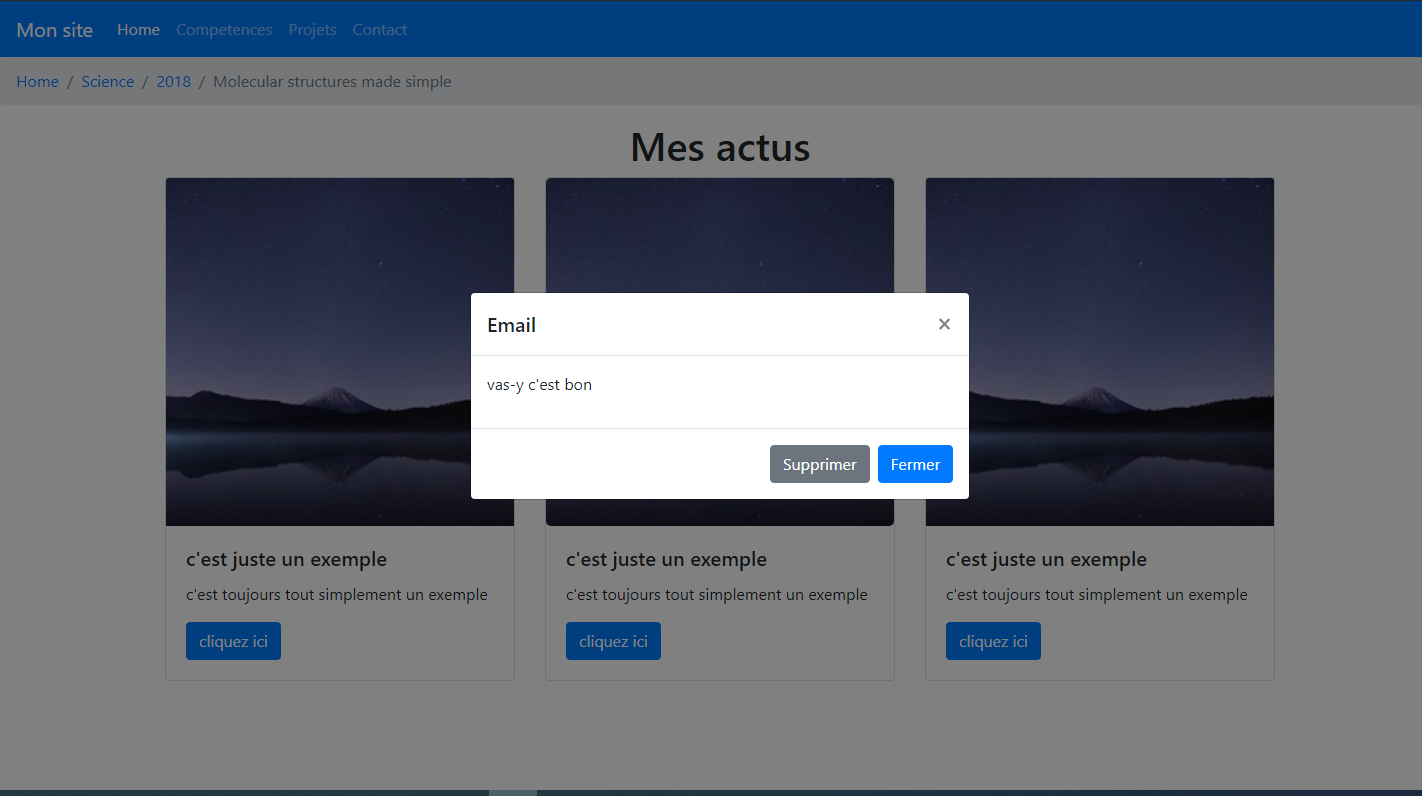 Mon site Home Competences Projets Contact
Home / Science / 2018 / Molecular structures made simple
Mes actus
Email ×
vas-y c'est bon
Supprimer Fermer
c'est juste un exemple
c'est toujours tout simplement un exemple
cliquez ici
c'est juste un exemple
c'est toujours tout simplement un exemple
cliquez ici
c'est juste un exemple
c'est toujours tout simplement un exemple
cliquez ici